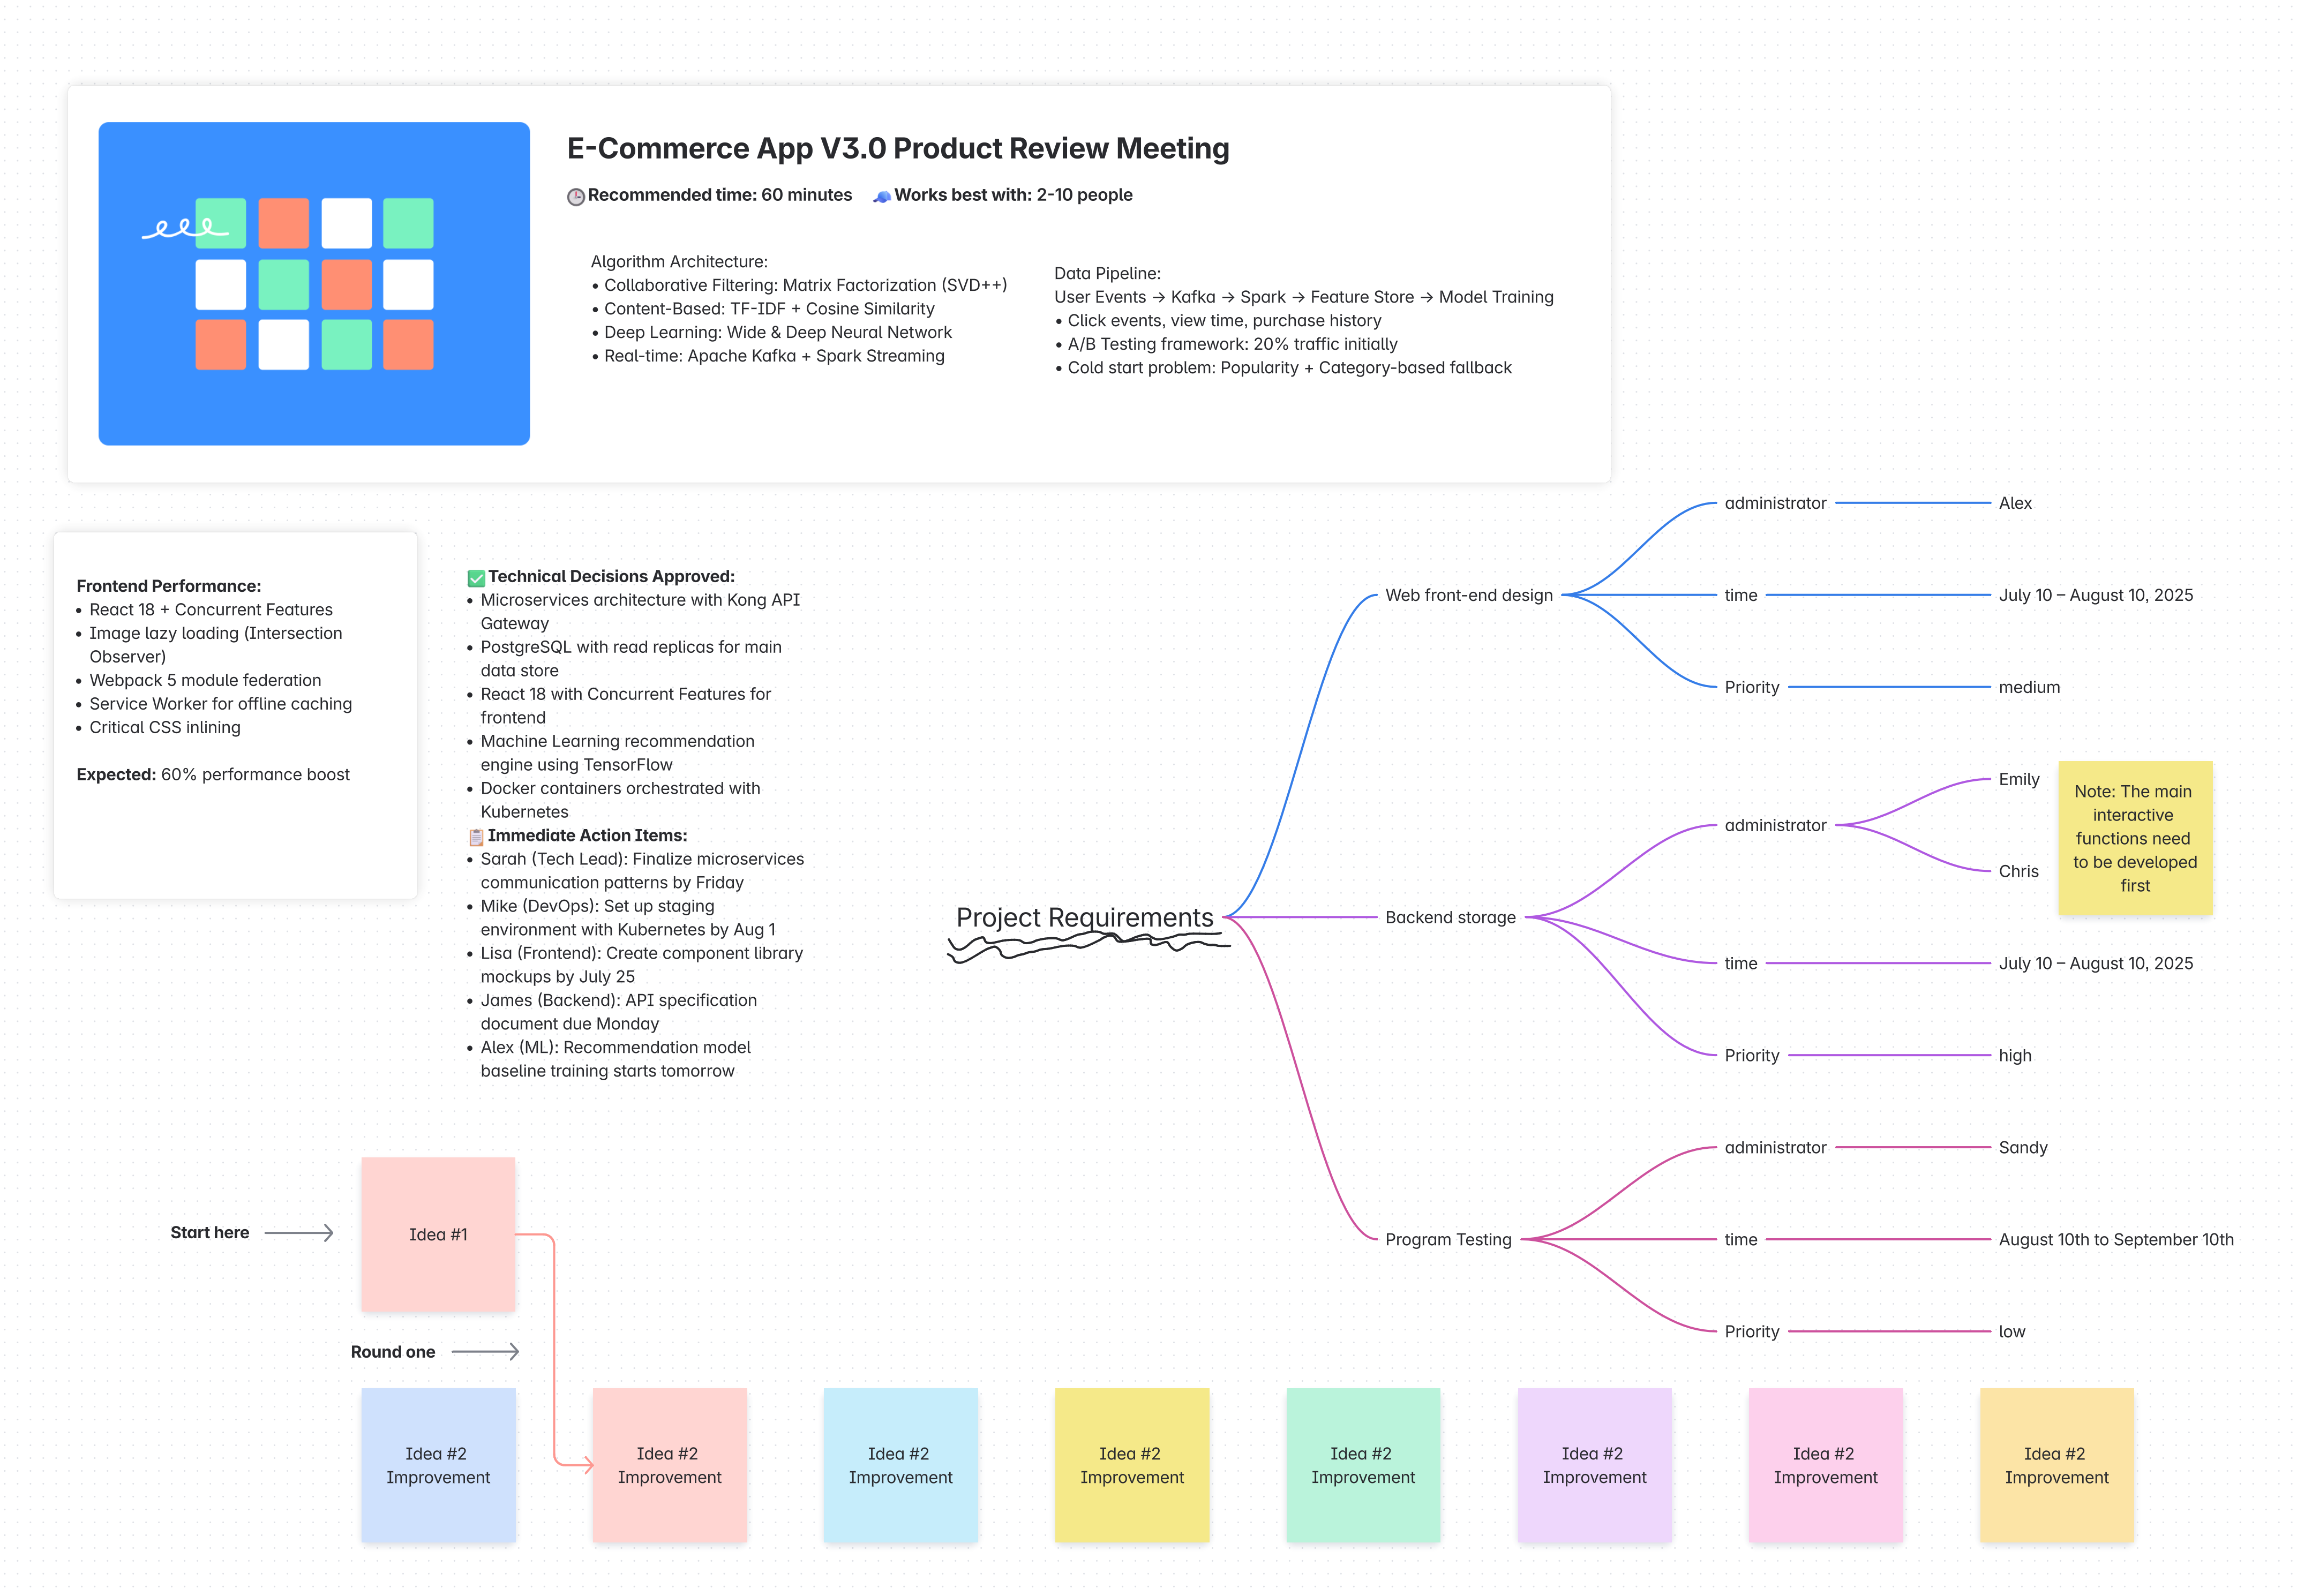 E-Commerce App V3.0 Product Review Meeting
Recommended time: 60 minutes Works best with: 2-10 people
Algorithm Architecture:
• Collaborative Filtering: Matrix Factorization (SVD++)
• Content-Based: TF-IDF + Cosine Similarity
• Deep Learning: Wide & Deep Neural Network
• Real-time: Apache Kafka + Spark Streaming
Data Pipeline:
User Events → Kafka → Spark → Feature Store → Model Training
• Click events, view time, purchase history
• A/B Testing framework: 20% traffic initially
• Cold start problem: Popularity + Category-based fallback
Frontend Performance:
• React 18 + Concurrent Features
• Image lazy loading (Intersection
Observer)
• Webpack 5 module federation
• Service Worker for offline caching
• Critical CSS inlining
Expected: 60% performance boost
✅ Technical Decisions Approved:
• Microservices architecture with Kong API
Gateway
• PostgreSQL with read replicas for main
data store
• React 18 with Concurrent Features for
frontend
• Machine Learning recommendation
engine using TensorFlow
• Docker containers orchestrated with
Kubernetes
📋 Immediate Action Items:
• Sarah (Tech Lead): Finalize microservices
communication patterns by Friday
• Mike (DevOps): Set up staging
environment with Kubernetes by Aug 1
• Lisa (Frontend): Create component library
mockups by July 25
• James (Backend): API specification
document due Monday
• Alex (ML): Recommendation model
baseline training starts tomorrow
Project Requirements
Web front-end design
administrator
Alex
time
July 10 – August 10, 2025
Priority
medium
Backend storage
administrator
Emily
Chris
Note: The main
interactive
functions need
to be developed
first
time
July 10 – August 10, 2025
Priority
high
Program Testing
administrator
Sandy
time
August 10th to September 10th
Priority
low
Start here
Idea #1
Round one
Idea #2
Improvement
Idea #2
Improvement
Idea #2
Improvement
Idea #2
Improvement
Idea #2
Improvement
Idea #2
Improvement
Idea #2
Improvement
Idea #2
Improvement